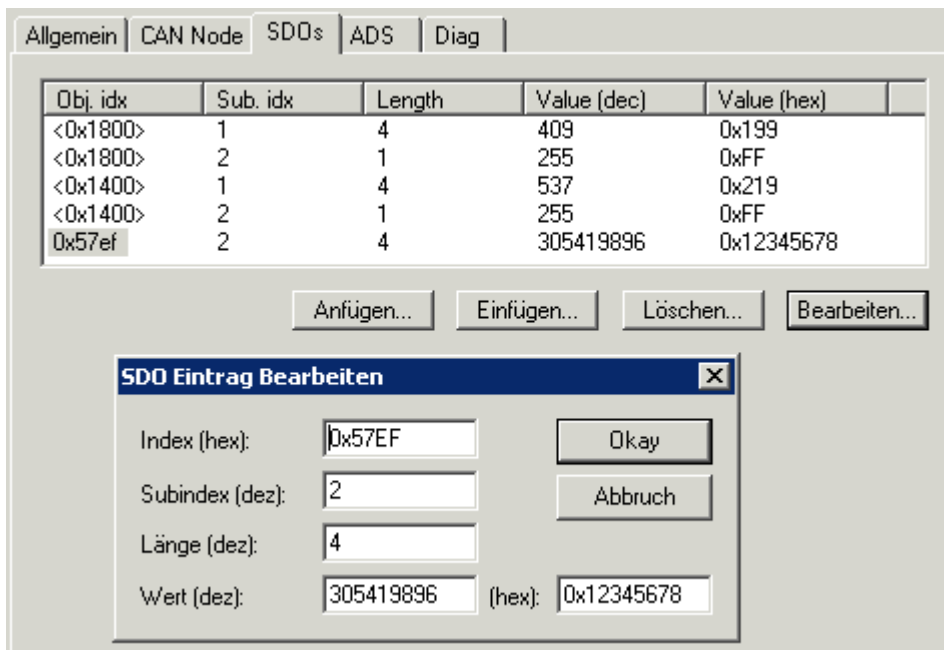 Allgemein CAN Node SDOs ADS Diag
Obj. idx Sub. idx Length Value (dec) Value (hex)
<0x1800> 1 4 409 0x199
<0x1800> 2 1 255 0xFF
<0x1400> 1 4 537 0x219
<0x1400> 2 1 255 0xFF
0x57ef 2 4 305419896 0x12345678
Anfügen... Einfügen... Löschen... Bearbeiten...
SDO Eintrag Bearbeiten
Index (hex): 0x57EF Okay
Subindex (dez): 2 Abbruch
Länge (dez): 4
Wert (dez): 305419896 (hex): 0x12345678